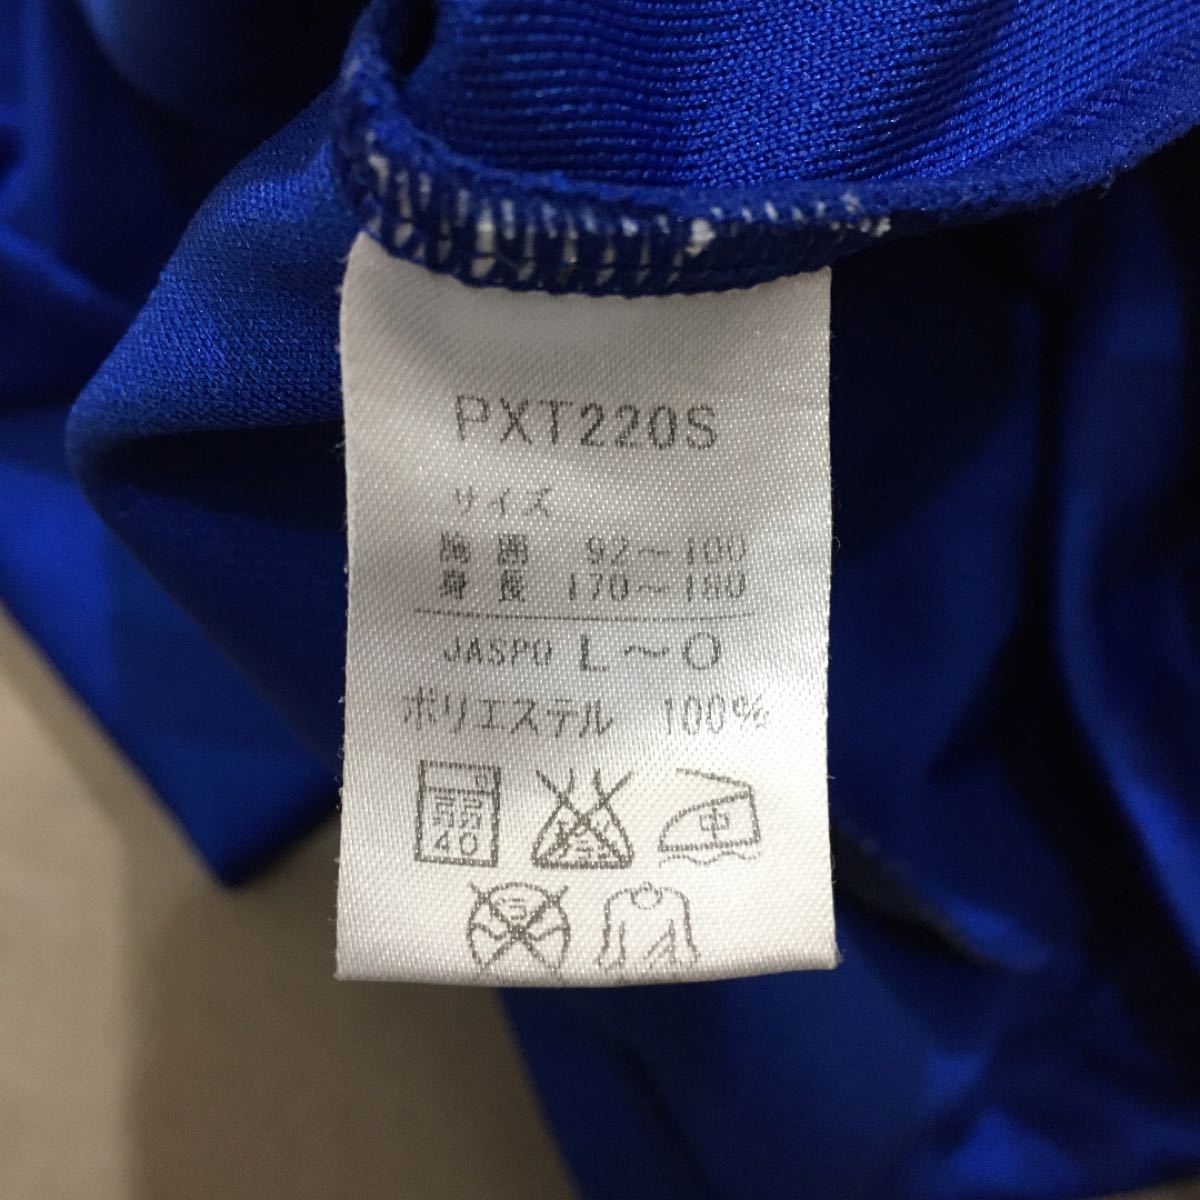 PXT220S
サイズ
胸囲 92～100
身長 170～180
JASPO L～O
ポリエステル 100%
弱
40
中